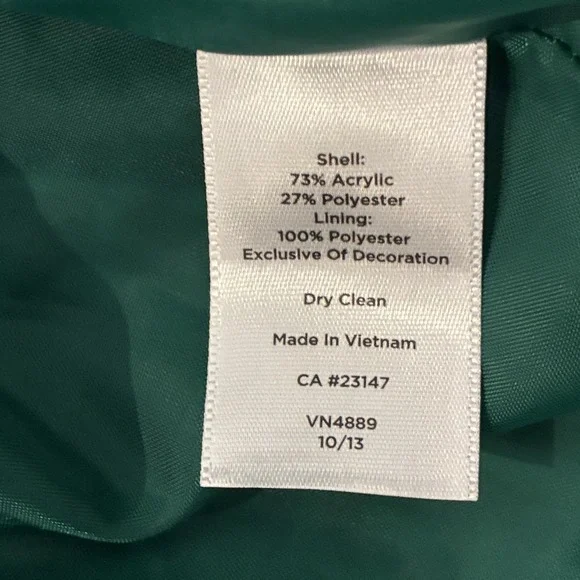 Shell:
73% Acrylic
27% Polyester
Lining:
100% Polyester
Exclusive Of Decoration
Dry Clean
Made In Vietnam
CA #23147
VN4889
10/13